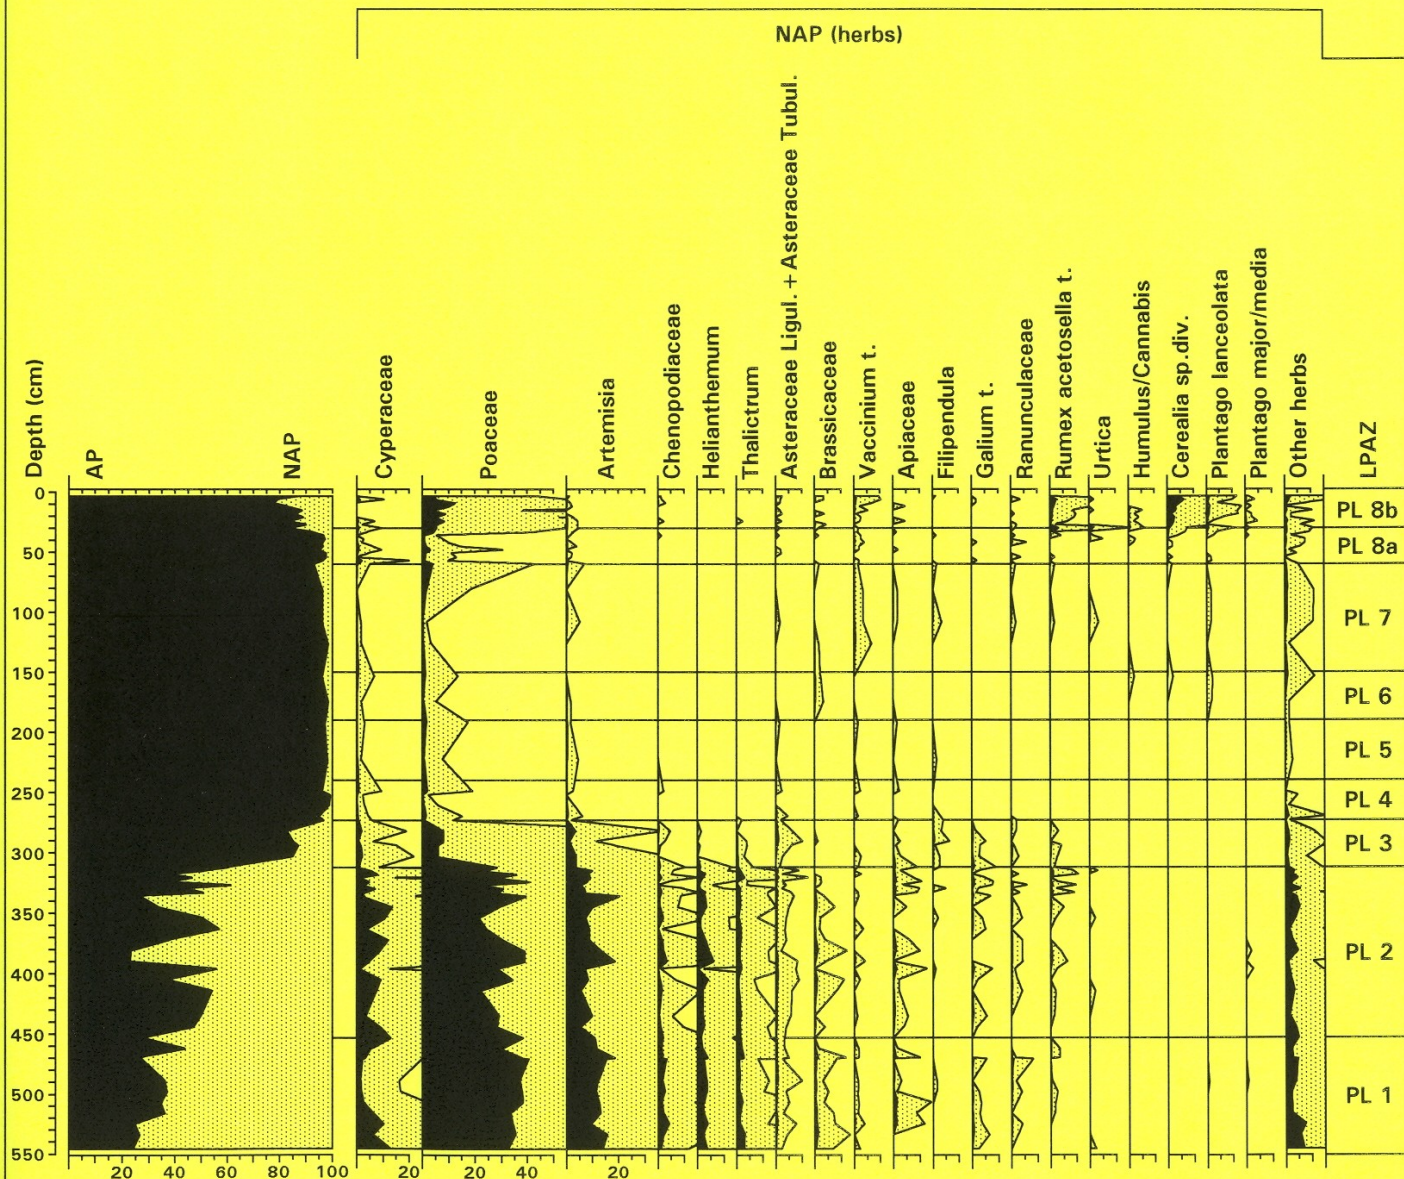 NAP (herbs)
Depth (cm)
AP
NAP
Cyperaceae
Poaceae
Artemisia
Chenopodiaceae
Helianthemum
Thalictrum
Asteraceae Ligul. + Asteraceae Tubul.
Brassicaceae
Vaccinium t.
Apiaceae
Filipendula
Galium t.
Ranunculaceae
Rumex acetosella t.
Urtica
Humulus/Cannabis
Cerealia sp.div.
Plantago lanceolata
Plantago major/media
Other herbs
LPAZ
0
50
100
150
200
250
300
350
400
450
500
550
PL 8b
PL 8a
PL 7
PL 6
PL 5
PL 4
PL 3
PL 2
PL 1
20 40 60 80 100 20 20 40 20